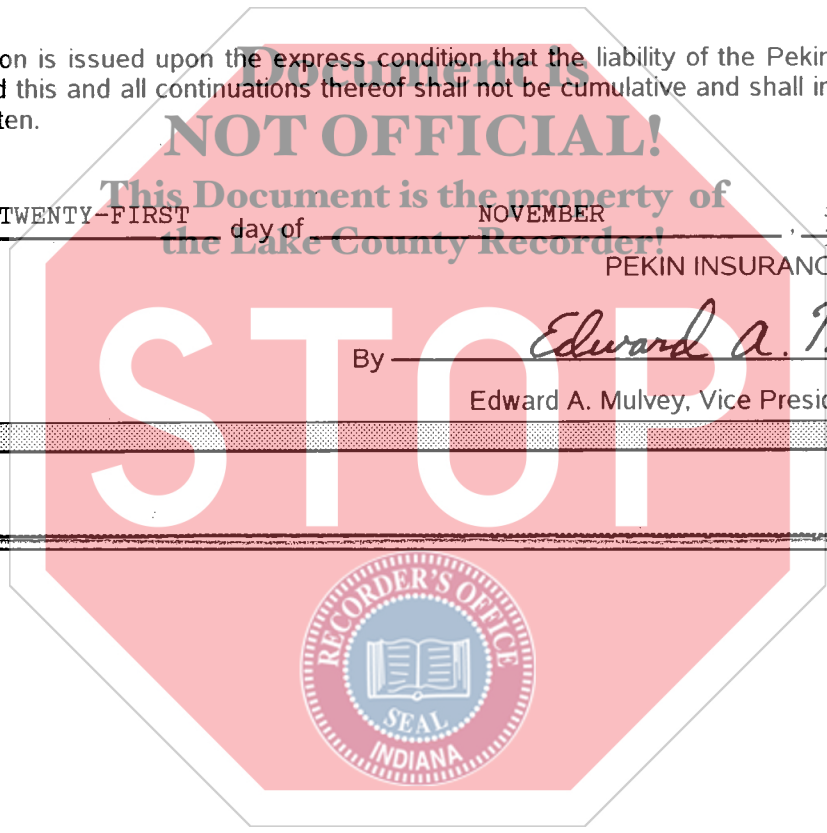 on is issued upon the express condition that the liability of the Pekin
Document is
this and all continuations thereof shall not be cumulative and shall in
ten.
NOT OFFICIAL!
This Document is the property of
TWENTY-FIRST day of NOVEMBER ,
the Lake County Recorder!
PEKIN INSURANC
STOP
By Edward A.
Edward A. Mulvey, Vice Presid
RECORDER'S OFFICE
SEAL
INDIANA